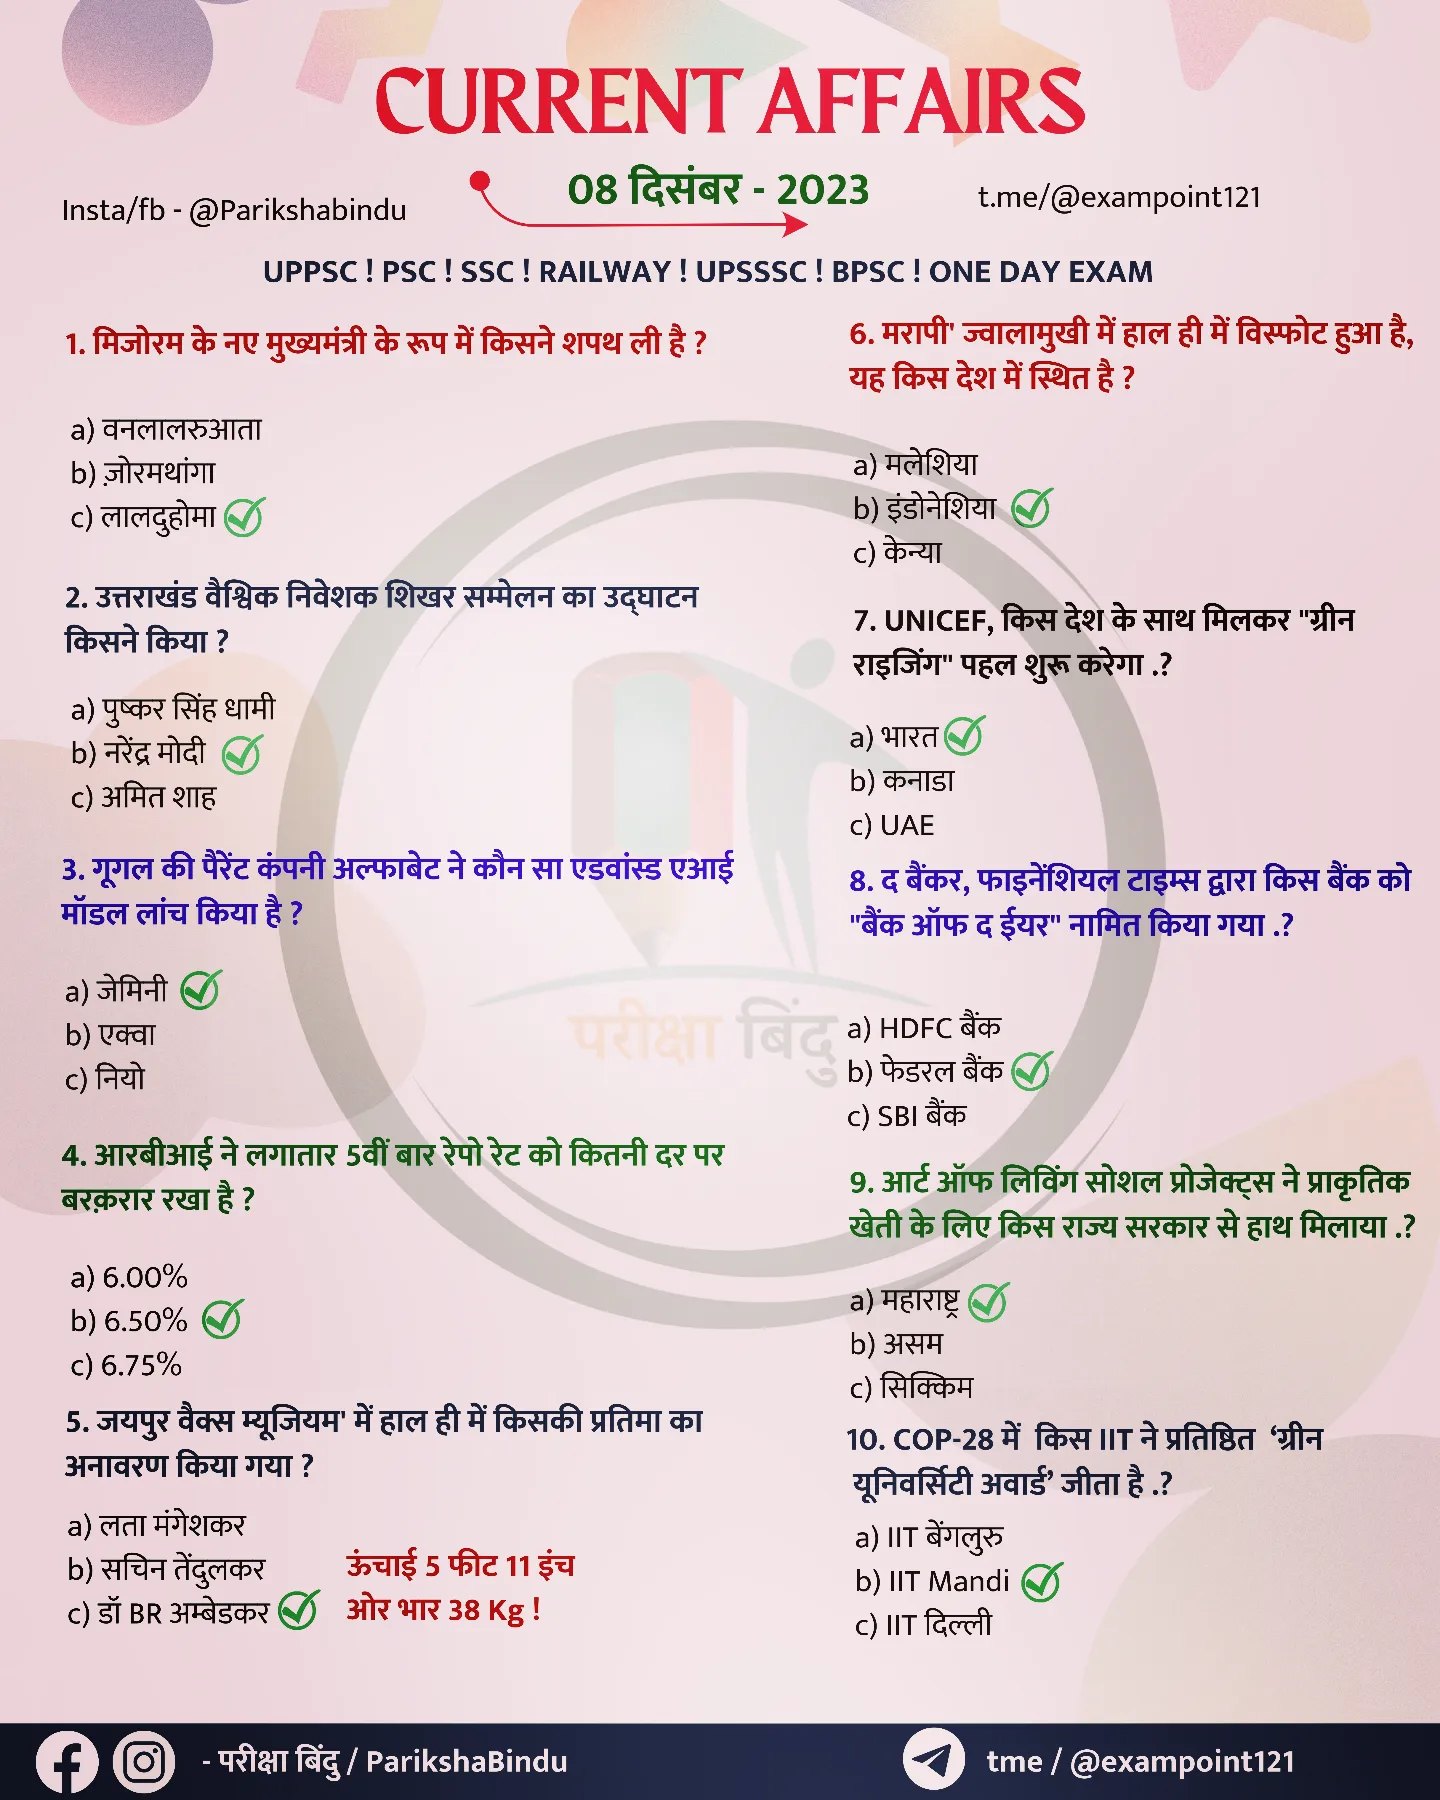 CURRENT AFFAIRS
08 दिसंबर - 2023
Insta/fb - @Parikshabindu
t.me/@exampoint121
UPPSC ! PSC ! SSC ! RAILWAY ! UPSSSC ! BPSC ! ONE DAY EXAM
1. मिजोरम के नए मुख्यमंत्री के रूप में किसने शपथ ली है ?
a) वनलालरुआता
b) ज़ोरमथांगा
c) लालदुहोमा
2. उत्तराखंड वैश्विक निवेशक शिखर सम्मेलन का उद्घाटन
किसने किया ?
a) पुष्कर सिंह धामी
b) नरेंद्र मोदी
c) अमित शाह
3. गूगल की पैरेंट कंपनी अल्फाबेट ने कौन सा एडवांस्ड एआई
मॉडल लांच किया है ?
a) जेमिनी
b) एक्वा
c) नियो
4. आरबीआई ने लगातार 5वीं बार रेपो रेट को कितनी दर पर
बरक़रार रखा है ?
a) 6.00%
b) 6.50%
c) 6.75%
5. जयपुर वैक्स म्यूजियम' में हाल ही में किसकी प्रतिमा का
अनावरण किया गया ?
a) लता मंगेशकर
b) सचिन तेंदुलकर
c) डॉ BR अम्बेडकर
ऊंचाई 5 फीट 11 इंच
ओर भार 38 Kg !
6. मरापी' ज्वालामुखी में हाल ही में विस्फोट हुआ है,
यह किस देश में स्थित है ?
a) मलेशिया
b) इंडोनेशिया
c) केन्या
7. UNICEF, किस देश के साथ मिलकर "ग्रीन
राइजिंग" पहल शुरू करेगा .?
a) भारत
b) कनाडा
c) UAE
8. द बैंकर, फाइनेंशियल टाइम्स द्वारा किस बैंक को
"बैंक ऑफ द ईयर" नामित किया गया .?
a) HDFC बैंक
b) फेडरल बैंक
c) SBI बैंक
9. आर्ट ऑफ लिविंग सोशल प्रोजेक्ट्स ने प्राकृतिक
खेती के लिए किस राज्य सरकार से हाथ मिलाया .?
a) महाराष्ट्र
b) असम
c) सिक्किम
10. COP-28 में किस IIT ने प्रतिष्ठित ‘ग्रीन
यूनिवर्सिटी अवार्ड’ जीता है .?
a) IIT बेंगलुरु
b) IIT Mandi
c) IIT दिल्ली
परीक्षा बिंदु
- परीक्षा बिंदु / ParikshaBindu
tme / @exampoint121